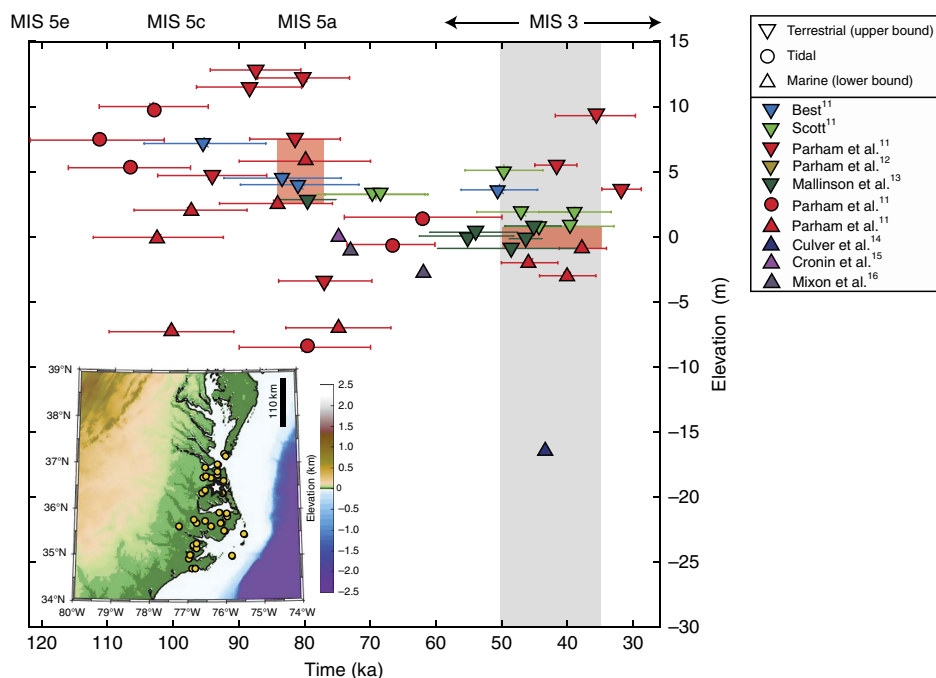 MIS 5e MIS 5c MIS 5a MIS 3
15
10
5
0
−5
−10
−15
−20
−25
−30
Elevation (m)
120 110 100 90 80 70 60 50 40 30
Time (ka)
Terrestrial (upper bound)
Tidal
Marine (lower bound)
Best¹¹
Scott¹¹
Parham et al.¹¹
Parham et al.¹²
Mallinson et al.¹³
Parham et al.¹¹
Parham et al.¹¹
Culver et al.¹⁴
Cronin et al.¹⁵
Mixon et al.¹⁶
39°N
38°N
37°N
36°N
35°N
34°N
80°W 78°W 77°W 76°W 75°W 74°W
110 km
2.5
2.0
1.5
1.0
0.5
0
−0.5
−1.0
−1.5
−2.0
−2.5
Elevation (km)